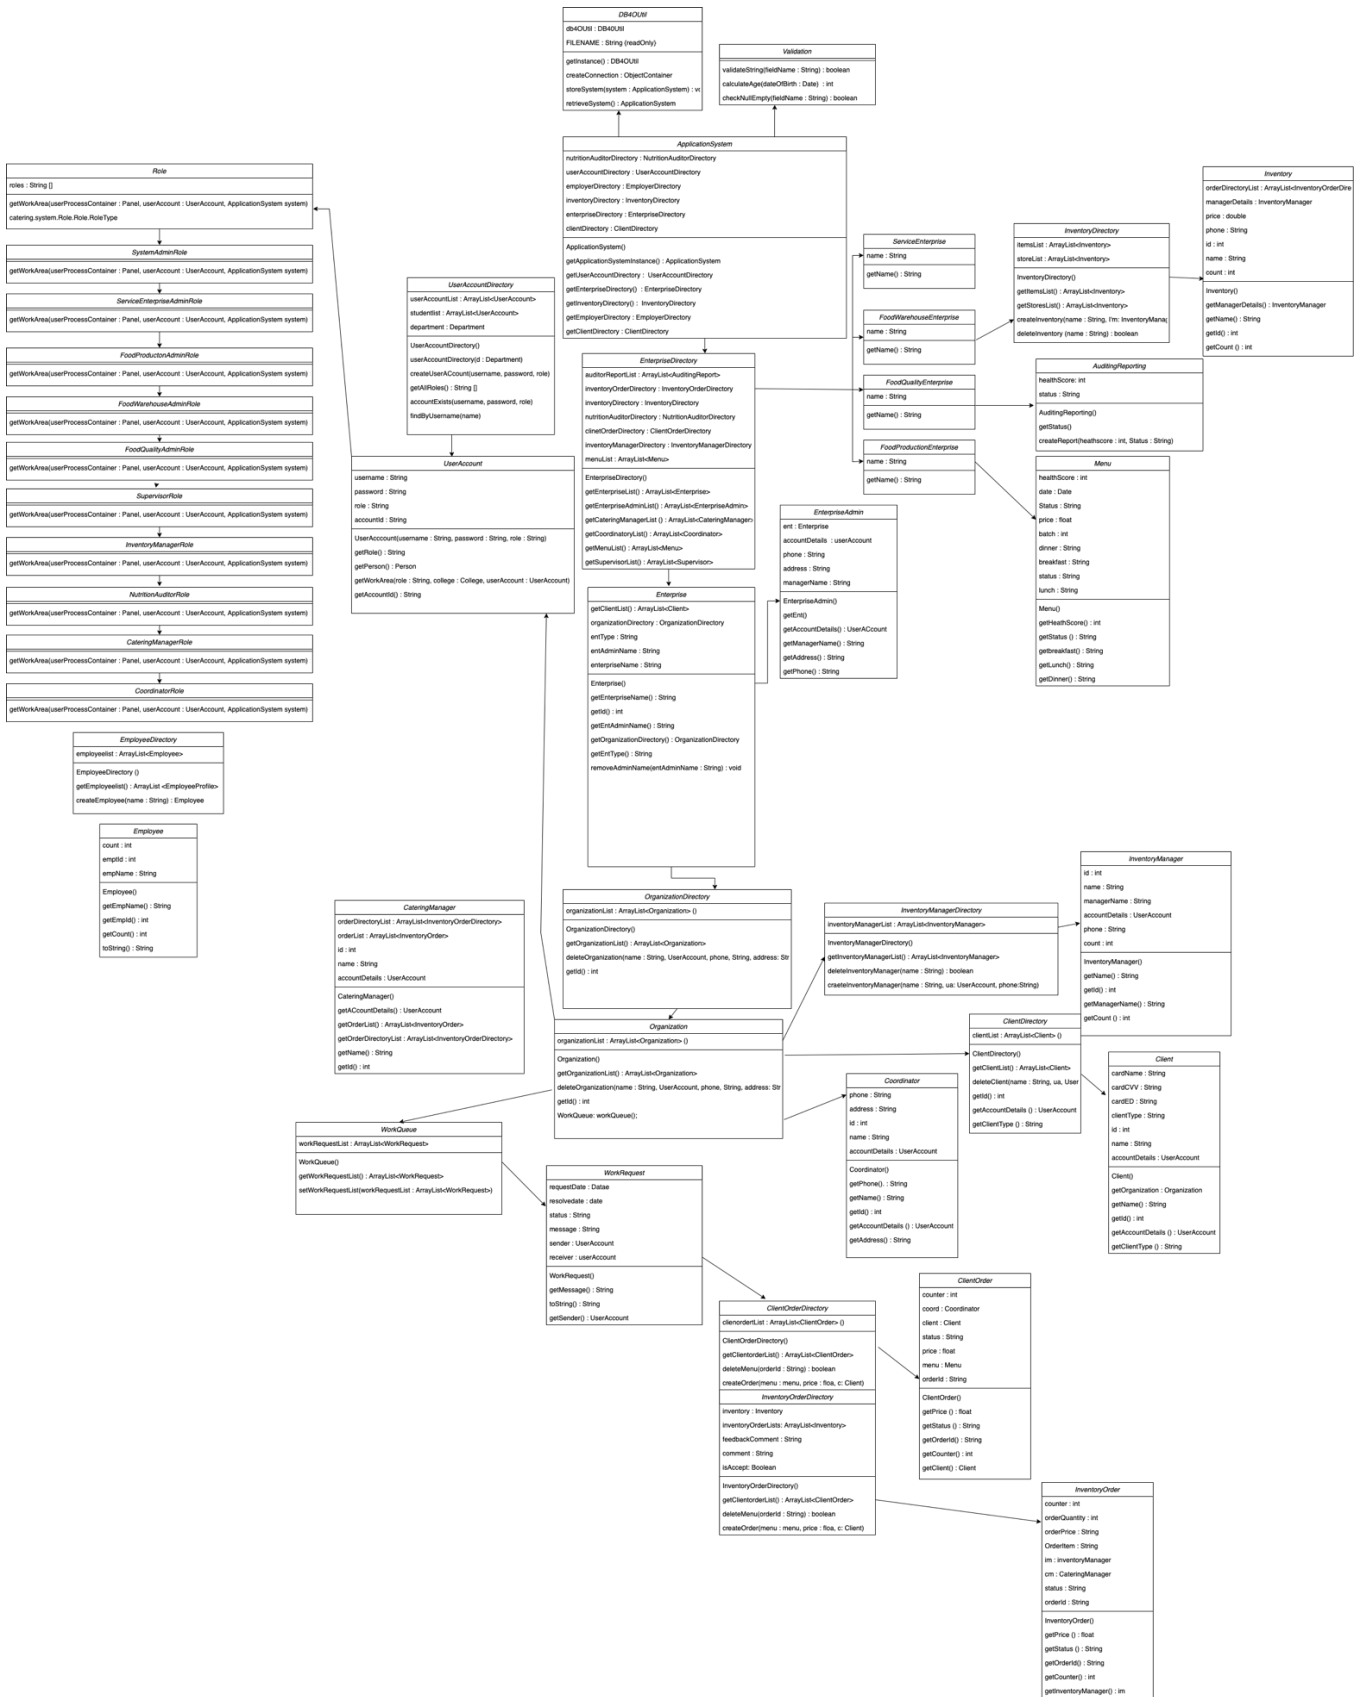 DB4OUtil
db4OUtil : DB40Util
FILENAME : String {readOnly}
getInstance() : DB4OUtil
createConnection : ObjectContainer
storeSystem(system : ApplicationSystem) : vc
retrieveSystem() : ApplicationSystem
Validation
validateString(fieldName : String) : boolean
calculateAge(dateOfBirth : Date) : int
checkNullEmpty(fieldName : String) : boolean
ApplicationSystem
nutritionAuditorDirectory : NutritionAuditorDirectory
userAccountDirectory : UserAccountDirectory
employerDirectory : EmployerDirectory
inventoryDirectory : InventoryDirectory
enterpriseDirectory : EnterpriseDirectory
clientDirectory : ClientDirectory
ApplicationSystem()
getApplicationSystemInstance() : ApplicationSystem
getUserAccountDirectory : UserAccountDirectory
getEnterpriseDirectory() : EnterpriseDirectory
getInventoryDirectory() : InventoryDirectory
getEmployerDirectory : EmployerDirectory
getClientDirectory : ClientDirectory
Role
roles : String []
getWorkArea(userProcessContainer : Panel, userAccount : UserAccount, ApplicationSystem system)
catering.system.Role.Role.RoleType
SystemAdminRole
getWorkArea(userProcessContainer : Panel, userAccount : UserAccount, ApplicationSystem system)
ServiceEnterpriseAdminRole
getWorkArea(userProcessContainer : Panel, userAccount : UserAccount, ApplicationSystem system)
FoodProductonAdminRole
getWorkArea(userProcessContainer : Panel, userAccount : UserAccount, ApplicationSystem system)
FoodWarehouseAdminRole
getWorkArea(userProcessContainer : Panel, userAccount : UserAccount, ApplicationSystem system)
FoodQualityAdminRole
getWorkArea(userProcessContainer : Panel, userAccount : UserAccount, ApplicationSystem system)
SupervisorRole
getWorkArea(userProcessContainer : Panel, userAccount : UserAccount, ApplicationSystem system)
InventoryManagerRole
getWorkArea(userProcessContainer : Panel, userAccount : UserAccount, ApplicationSystem system)
NutritionAuditorRole
getWorkArea(userProcessContainer : Panel, userAccount : UserAccount, ApplicationSystem system)
CateringManagerRole
getWorkArea(userProcessContainer : Panel, userAccount : UserAccount, ApplicationSystem system)
CoordinatorRole
getWorkArea(userProcessContainer : Panel, userAccount : UserAccount, ApplicationSystem system)
EmployeeDirectory
employeelist : ArrayList<Employee>
EmployeeDirectory ()
getEmployeelist() : ArrayList <EmployeeProfile>
createEmployee(name : String) : Employee
Employee
count : int
emptId : int
empName : String
Employee()
getEmpName() : String
getEmpId() : int
getCount() : int
toString() : String
UserAccountDirectory
userAccountList : ArrayList<UserAccount>
studentlist : ArrayList<UserAccount>
department : Department
UserAccountDirectory()
userAccountDirectory(d : Department)
createUserACcount(username, password, role)
getAllRoles() : String []
accountExists(username, password, role)
findByUsername(name)
UserAccount
username : String
password : String
role : String
accountId : String
UserAcccount(username : String, password : String, role : String)
getRole() : String
getPerson() : Person
getWorkArea(role : String, college : College, userAccount : UserAccount)
getAccountId() : String
EnterpriseDirectory
auditorReportList : ArrayList<AuditingReport>
inventoryOrderDirectory : InventoryOrderDirectory
inventoryDirectory : InventoryDirectory
nutritionAuditorDirectory : NutritionAuditorDirectory
clinetOrderDirectory : ClientOrderDirectory
inventoryManagerDirectory : InventoryManagerDirectory
menuList : ArrayList<Menu>
EnterpriseDirectory()
getEnterpriseList() : ArrayList<Enterprise>
getEnterpriseAdminList() : ArrayList<EnterpriseAdmin>
getCateringManagerList () : ArrayList<CateringManager>
getCoordinatoryList() : ArrayList<Coordinator>
getMenuList() : ArrayList<Menu>
getSupervisorList() : ArrayList<Supervisor>
ServiceEnterprise
name : String
getName() : String
FoodWarehouseEnterprise
name : String
getName() : String
FoodQualityEnterprise
name : String
getName() : String
FoodProductionEnterprise
name : String
getName() : String
InventoryDirectory
itemsList : ArrayList<Inventory>
storeList : ArrayList<Inventory>
InventoryDirectory()
getItemsList() : ArrayList<Inventory>
getStoresList() : ArrayList<Inventory>
createInventory(name : String, I'm: InventoryManag
deleteInventory (name : String) : boolean
Inventory
orderDirectoryList : ArrayList<InventoryOrderDire
managerDetails : InventoryManager
price : double
phone : String
id : int
name : String
count : int
Inventory()
getManagerDetails() : InventoryManager
getName() : String
getId() : int
getCount () : int
AuditingReporting
healthScore: int
status : String
AuditingReporting()
getStatus()
createReport(heathscore : int, Status : String)
Menu
healthScore : int
date : Date
Status : String
price : float
batch : int
dinner : String
breakfast : String
status : String
lunch : String
Menu()
getHeathScore() : int
getStatus () : String
getbreakfast() : String
getLunch() : String
getDinner() : String
EnterpriseAdmin
ent : Enterprise
accountDetails : userAccount
phone : String
address : String
managerName : String
EnterpriseAdmin()
getEnt()
getAccountDetails() : UserACcount
getManagerName() : String
getAddress() : String
getPhone() : String
Enterprise
getClientList() : ArrayList<Client>
organizationDirectory : OrganizationDirectory
entType : String
entAdminName : String
enterpriseName : String
Enterprise()
getEnterpriseName() : String
getId() : int
getEntAdminName() : String
getOrganizationDirectory() : OrganizationDirectory
getEntType() : String
removeAdminName(entAdminName : String) : void
OrganizationDirectory
organizationList : ArrayList<Organization> ()
OrganizationDirectory()
getOrganizationList() : ArrayList<Organization>
deleteOrganization(name : String, UserAccount, phone, String, address: Str
getId() : int
CateringManager
orderDirectoryList : ArrayList<InventoryOrderDirectory>
orderList : ArrayList<InventoryOrder>
id : int
name : String
accountDetails : UserAccount
CateringManager()
getACcountDetails() : UserAccount
getOrderList() : ArrayList<InventoryOrder>
getOrderDirectoryList : ArrayList<InventoryOrderDirectory>
getName() : String
getId() : int
InventoryManagerDirectory
inventoryManagerList : ArrayList<InventoryManager>
InventoryManagerDirectory()
getInventoryManagerList() : ArrayList<InventoryManager>
deleteInventoryManager(name : String) : boolean
craeteInventoryManager(name : String, ua: UserAccount, phone:String)
InventoryManager
id : int
name : String
managerName : String
accountDetails : UserAccount
phone : String
count : int
InventoryManager()
getName() : String
getId() : int
getManagerName() : String
getCount () : int
Organization
organizationList : ArrayList<Organization> ()
Organization()
getOrganizationList() : ArrayList<Organization>
deleteOrganization(name : String, UserAccount, phone, String, address: Str
getId() : int
WorkQueue: workQueue();
ClientDirectory
clientList : ArrayList<Client> ()
ClientDirectory()
getClientList() : ArrayList<Client>
deleteClient(name : String, ua, User
getId() : int
getAccountDetails () : UserAccount
getClientType () : String
Client
cardName : String
cardCVV : String
cardED : String
clientType : String
id : int
name : String
accountDetails : UserAccount
Client()
getOrganization : Organization
getName() : String
getId() : int
getAccountDetails () : UserAccount
getClientType () : String
Coordinator
phone : String
address : String
id : int
name : String
accountDetails : UserAccount
Coordinator()
getPhone(). : String
getName() : String
getId() : int
getAccountDetails () : UserAccount
getAddress() : String
WorkQueue
workRequestList : ArrayList<WorkRequest>
WorkQueue()
getWorkRequestList() : ArrayList<WorkRequest>
setWorkRequestList(workRequestList : ArrayList<WorkRequest>)
WorkRequest
requestDate : Datae
resolvedate : date
status : String
message : String
sender : UserAccount
receiver : userAccount
WorkRequest()
getMessage() : String
toString() : String
getSender() : UserAccount
ClientOrderDirectory
clienordertList : ArrayList<ClientOrder> ()
ClientOrderDirectory()
getClientorderList() : ArrayList<ClientOrder>
deleteMenu(orderId : String) : boolean
createOrder(menu : menu, price : floa, c: Client)
InventoryOrderDirectory
inventory : Inventory
inventoryOrderLists: ArrayList<Inventory>
feedbackComment : String
comment : String
isAccept: Boolean
InventoryOrderDirectory()
getClientorderList() : ArrayList<ClientOrder>
deleteMenu(orderId : String) : boolean
createOrder(menu : menu, price : floa, c: Client)
ClientOrder
counter : int
coord : Coordinator
client : Client
status : String
price : float
menu : Menu
orderId : String
ClientOrder()
getPrice () : float
getStatus () : String
getOrderId() : String
getCounter() : int
getClient() : Client
InventoryOrder
counter : int
orderQuantity : int
orderPrice : String
OrderItem : String
im : inventoryManager
cm : CateringManager
status : String
orderId : String
InventoryOrder()
getPrice () : float
getStatus () : String
getOrderId() : String
getCounter() : int
getInventoryManager() : im